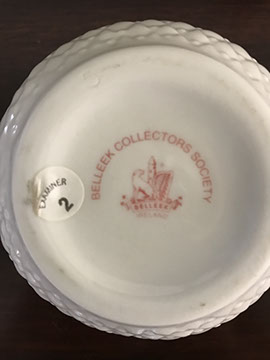 BELLEEK COLLECTORS SOCIETY
BELLEEK
IRELAND
EXAMINER
2